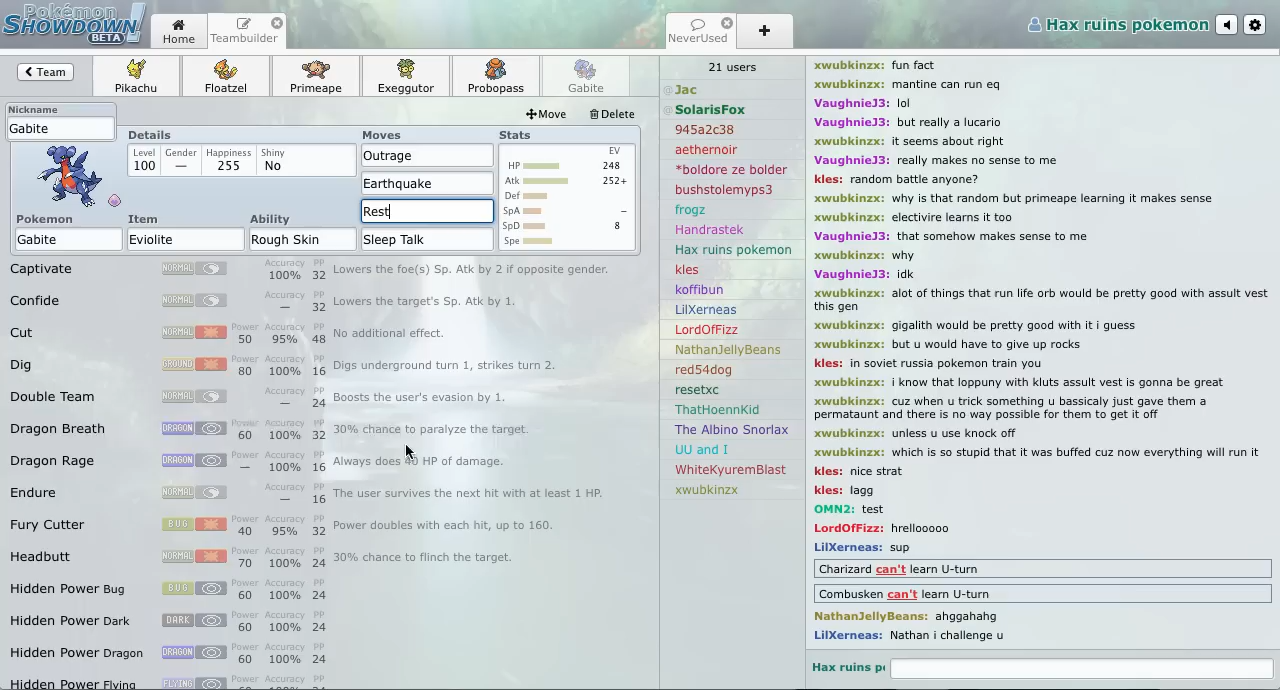 Pokémon
SHOWDOWN!
BETA
Home
Teambuilder
NeverUsed
Hax ruins pokemon
Team
Pikachu
Floatzel
Primeape
Exeggutor
Probopass
Gabite
Nickname
Gabite
Move
Delete
Details
Level Gender Happiness Shiny
100 — 255 No
Moves
Outrage
Earthquake
Rest
Sleep Talk
Stats
EV
HP 248
Atk 252+
Def
SpA –
SpD 8
Spe
Pokemon
Gabite
Item
Eviolite
Ability
Rough Skin
Captivate NORMAL Accuracy 100% PP 32 Lowers the foe(s) Sp. Atk by 2 if opposite gender.
Confide NORMAL Accuracy — PP 32 Lowers the target's Sp. Atk by 1.
Cut NORMAL Power 50 Accuracy 95% PP 48 No additional effect.
Dig GROUND Power 80 Accuracy 100% PP 16 Digs underground turn 1, strikes turn 2.
Double Team NORMAL Accuracy — PP 24 Boosts the user's evasion by 1.
Dragon Breath DRAGON Power 60 Accuracy 100% PP 32 30% chance to paralyze the target.
Dragon Rage DRAGON Power — Accuracy 100% PP 16 Always does 40 HP of damage.
Endure NORMAL Accuracy — PP 16 The user survives the next hit with at least 1 HP.
Fury Cutter BUG Power 40 Accuracy 95% PP 32 Power doubles with each hit, up to 160.
Headbutt NORMAL Power 70 Accuracy 100% PP 24 30% chance to flinch the target.
Hidden Power Bug BUG Power 60 Accuracy 100% PP 24
Hidden Power Dark DARK Power 60 Accuracy 100% PP 24
Hidden Power Dragon DRAGON Power 60 Accuracy 100% PP 24
Hidden Power Flying FLYING Power Accuracy PP
21 users
@Jac
@SolarisFox
945a2c38
aethernoir
*boldore ze bolder
bushstolemyps3
frogz
Handrastek
Hax ruins pokemon
kles
koffibun
LilXerneas
LordOfFizz
NathanJellyBeans
red54dog
resetxc
ThatHoennKid
The Albino Snorlax
UU and I
WhiteKyuremBlast
xwubkinzx
xwubkinzx: fun fact
xwubkinzx: mantine can run eq
VaughnieJ3: lol
VaughnieJ3: but really a lucario
xwubkinzx: it seems about right
VaughnieJ3: really makes no sense to me
kles: random battle anyone?
xwubkinzx: why is that random but primeape learning it makes sense
xwubkinzx: electivire learns it too
VaughnieJ3: that somehow makes sense to me
xwubkinzx: why
VaughnieJ3: idk
xwubkinzx: alot of things that run life orb would be pretty good with assult vest
this gen
xwubkinzx: gigalith would be pretty good with it i guess
xwubkinzx: but u would have to give up rocks
kles: in soviet russia pokemon train you
xwubkinzx: i know that loppuny with kluts assult vest is gonna be great
xwubkinzx: cuz when u trick something u bassicaly just gave them a
permataunt and there is no way possible for them to get it off
xwubkinzx: unless u use knock off
xwubkinzx: which is so stupid that it was buffed cuz now everything will run it
kles: nice strat
kles: lagg
OMN2: test
LordOfFizz: hrellooooo
LilXerneas: sup
Charizard can't learn U-turn
Combusken can't learn U-turn
NathanJellyBeans: ahggahahg
LilXerneas: Nathan i challenge u
Hax ruins p